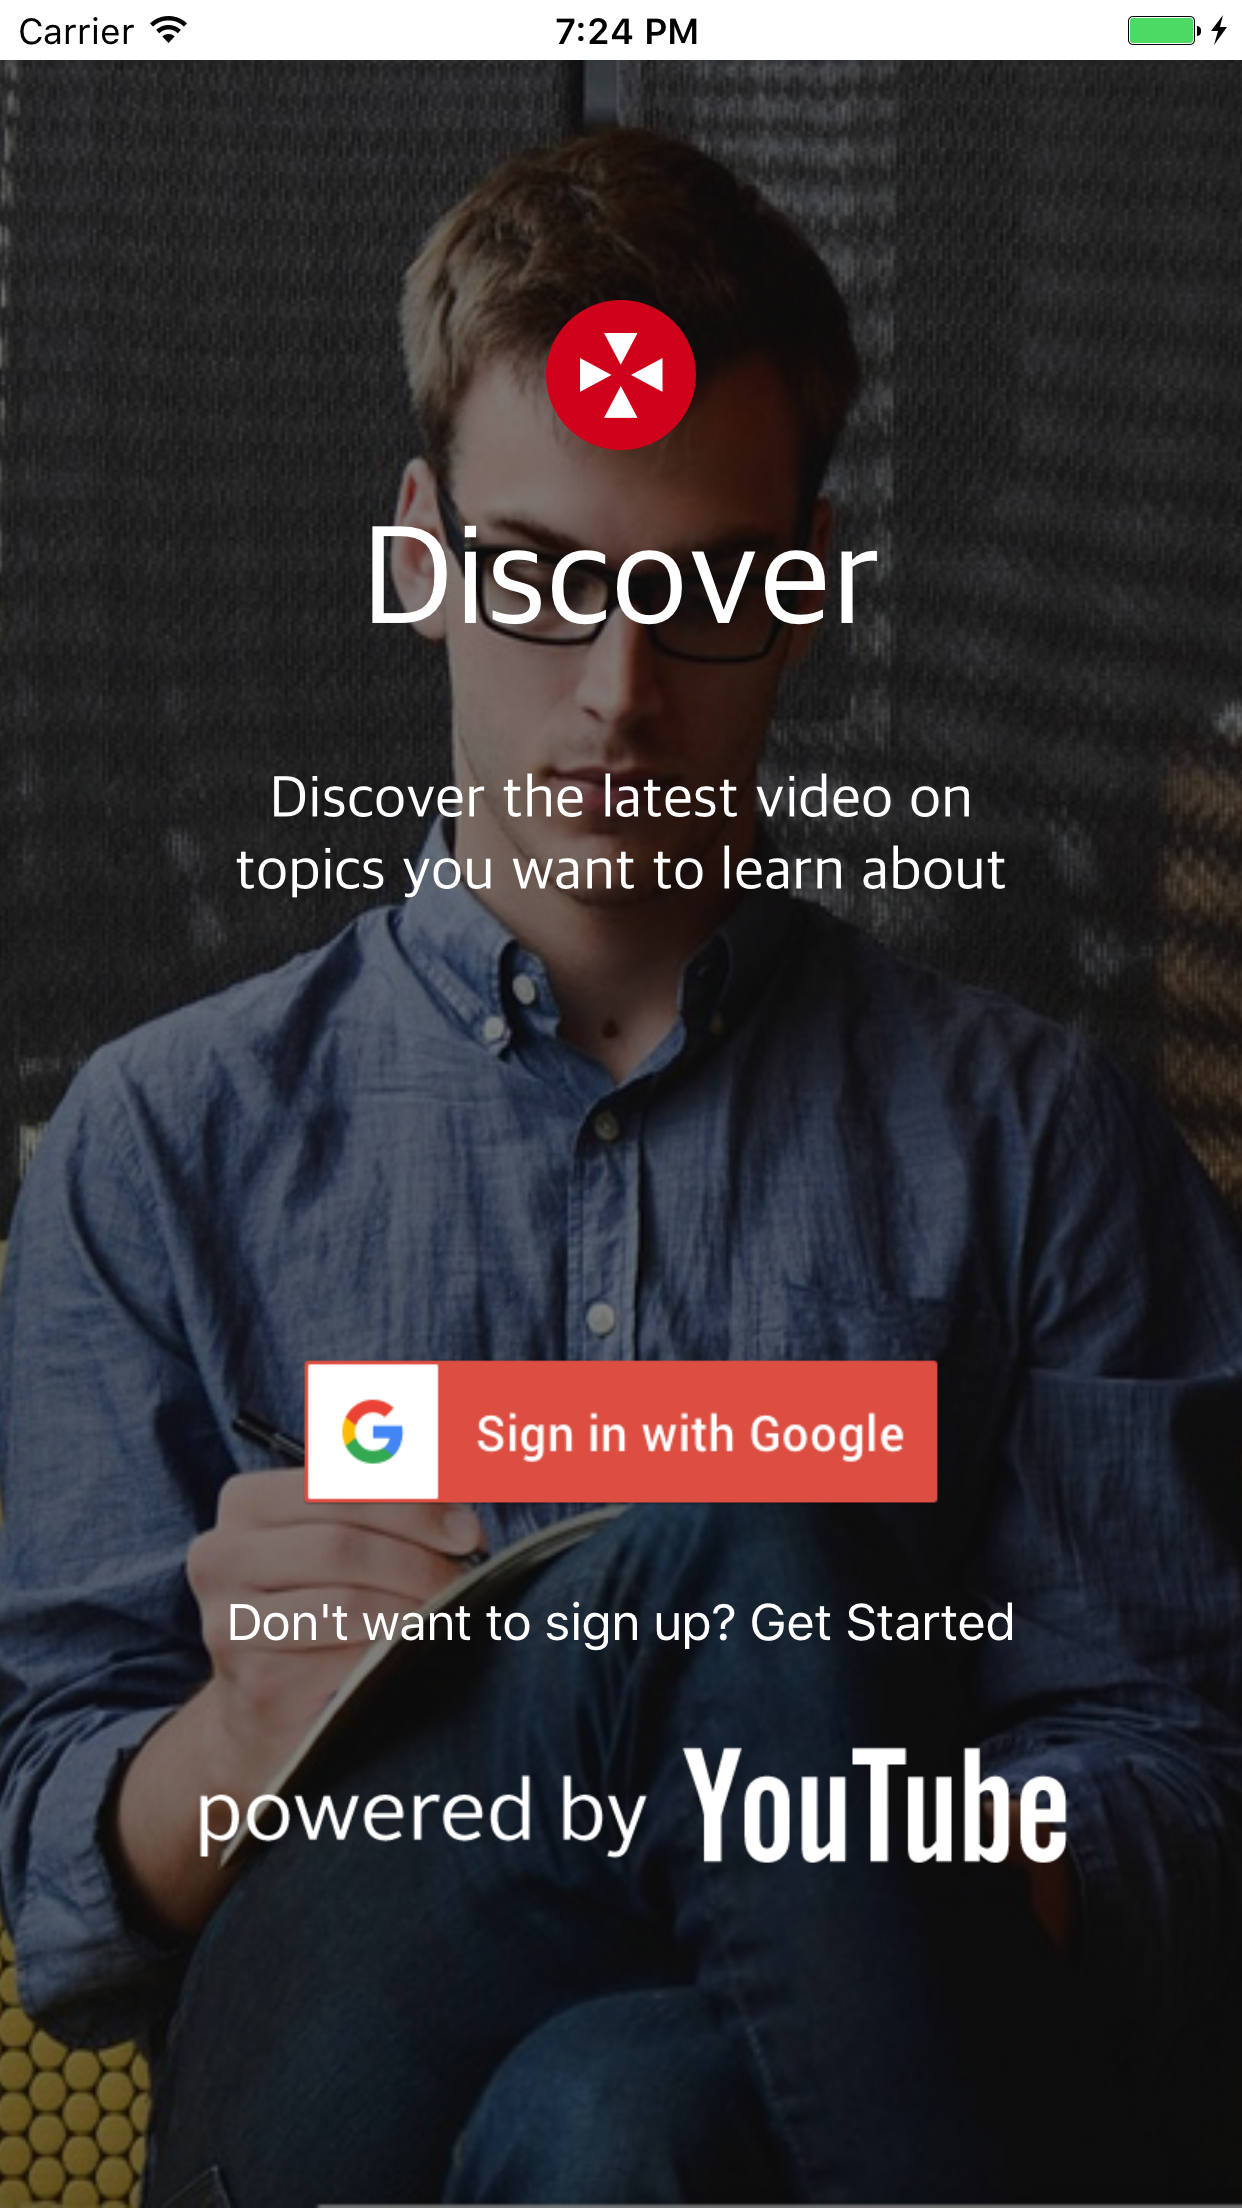 Carrier 7:24 PM
Discover
Discover the latest video on
topics you want to learn about
Sign in with Google
Don't want to sign up? Get Started
powered by YouTube